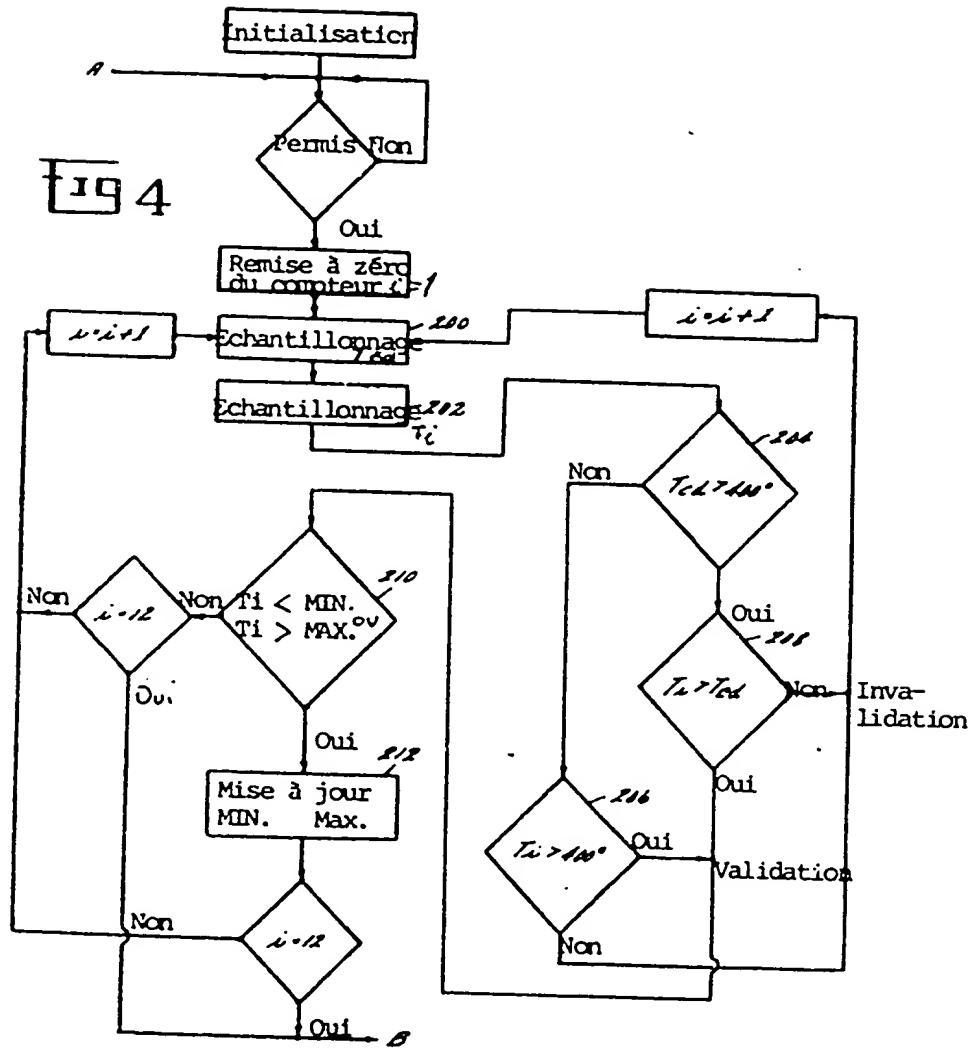 Initialisation
A
Permis Non
Fig 4
Oui
Remise à zéro
du compteur i=1
i=i+1
Echantillonnage
200
i=i+1
Echantillonnage
202
Ti
204
Non
Tcd>400°
Oui
210
Non
i=12
Non
Ti < MIN.
ou
Ti > MAX.
208
Ti>Tcd
Non
Inva-
lidation
Oui
Oui
Oui
212
Mise à jour
MIN. Max.
206
Ti>400°
Oui
Validation
Non
Non
i=12
Oui
B